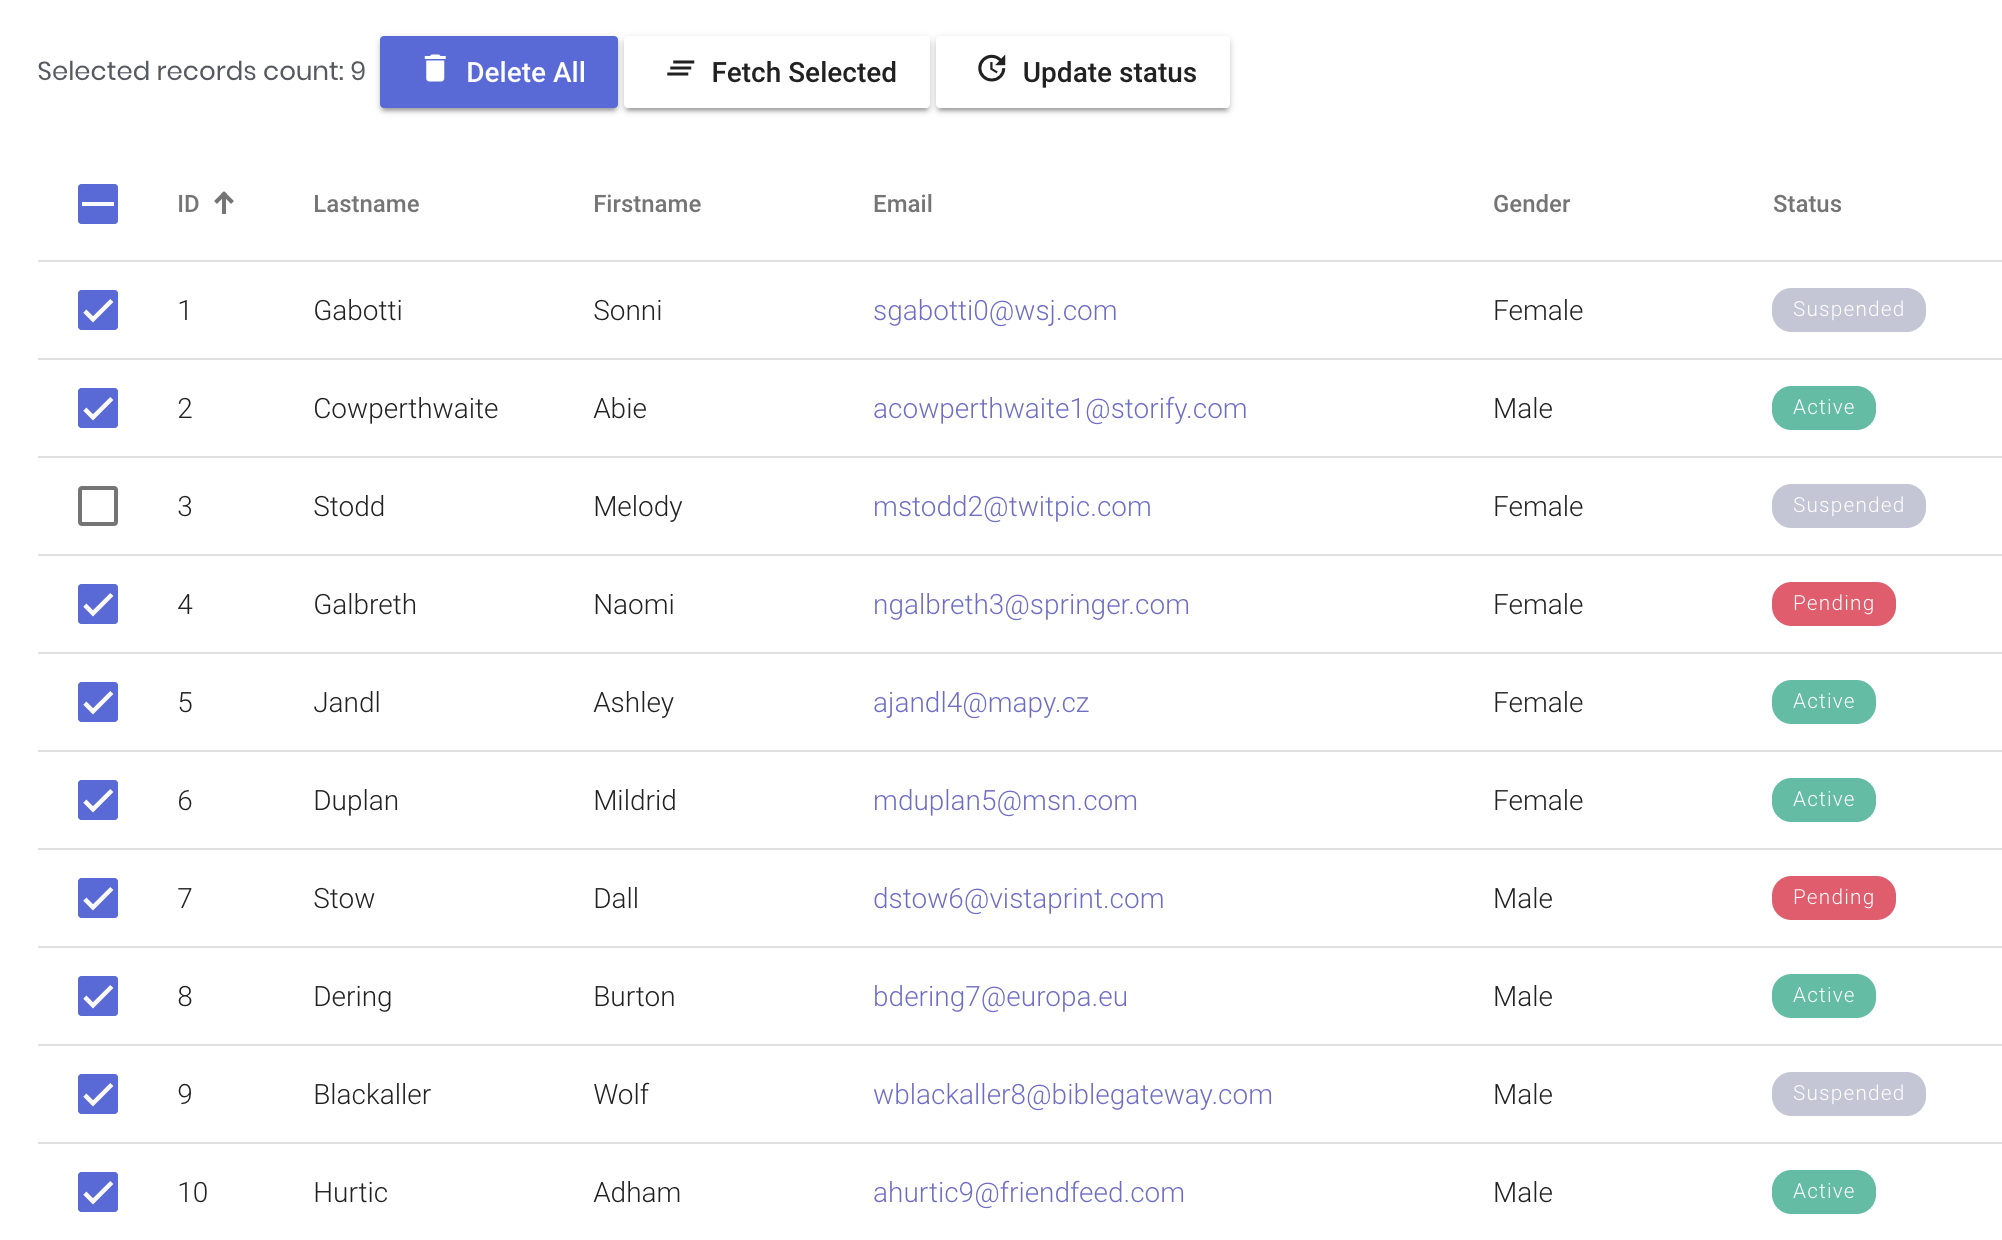 Selected records count: 9 Delete All Fetch Selected Update status
ID Lastname Firstname Email Gender Status
1 Gabotti Sonni sgabotti0@wsj.com Female Suspended
2 Cowperthwaite Abie acowperthwaite1@storify.com Male Active
3 Stodd Melody mstodd2@twitpic.com Female Suspended
4 Galbreth Naomi ngalbreth3@springer.com Female Pending
5 Jandl Ashley ajandl4@mapy.cz Female Active
6 Duplan Mildrid mduplan5@msn.com Female Active
7 Stow Dall dstow6@vistaprint.com Male Pending
8 Dering Burton bdering7@europa.eu Male Active
9 Blackaller Wolf wblackaller8@biblegateway.com Male Suspended
10 Hurtic Adham ahurtic9@friendfeed.com Male Active